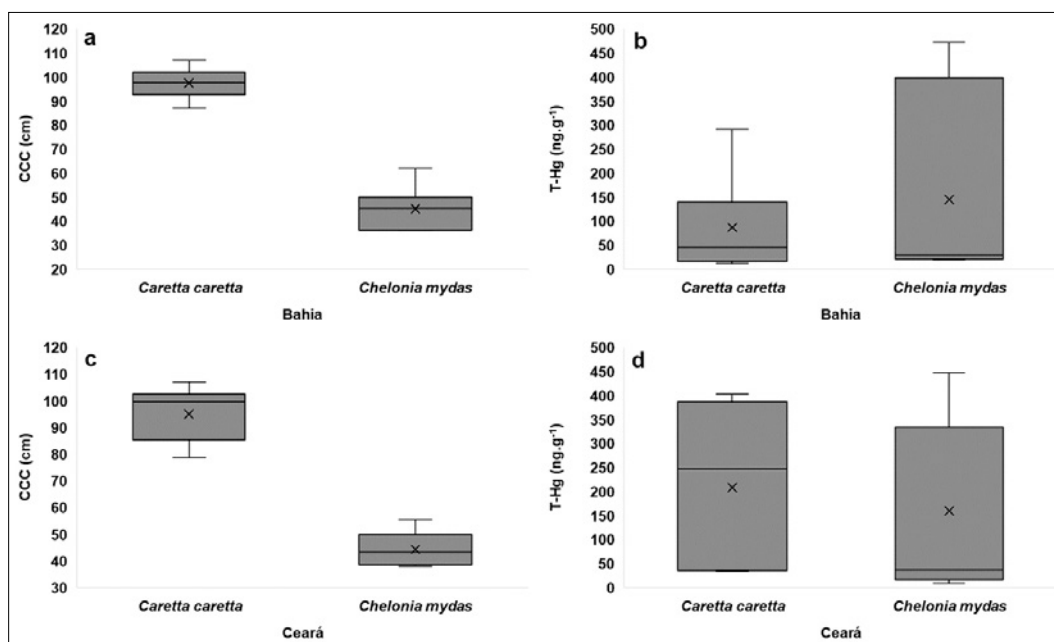 a
CCC (cm)
120
110
100
90
80
70
60
50
40
30
20
Caretta caretta
Chelonia mydas
Bahia
b
T-Hg (ng.g⁻¹)
500
450
400
350
300
250
200
150
100
50
0
Caretta caretta
Chelonia mydas
Bahia
c
CCC (cm)
120
110
100
90
80
70
60
50
40
30
Caretta caretta
Chelonia mydas
Ceará
d
T-Hg (ng.g⁻¹)
500
450
400
350
300
250
200
150
100
50
0
Caretta caretta
Chelonia mydas
Ceará